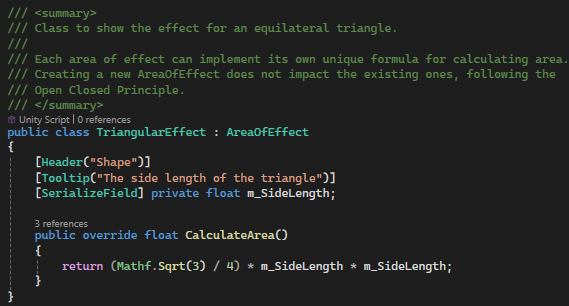 /// <summary>
/// Class to show the effect for an equilateral triangle.
///
/// Each area of effect can implement its own unique formula for calculating area.
/// Creating a new AreaOfEffect does not impact the existing ones, following the
/// Open Closed Principle.
/// </summary>
Unity Script | 0 references
public class TriangularEffect : AreaOfEffect
{
[Header("Shape")]
[Tooltip("The side length of the triangle")]
[SerializeField] private float m_SideLength;
3 references
public override float CalculateArea()
{
return (Mathf.Sqrt(3) / 4) * m_SideLength * m_SideLength;
}
}